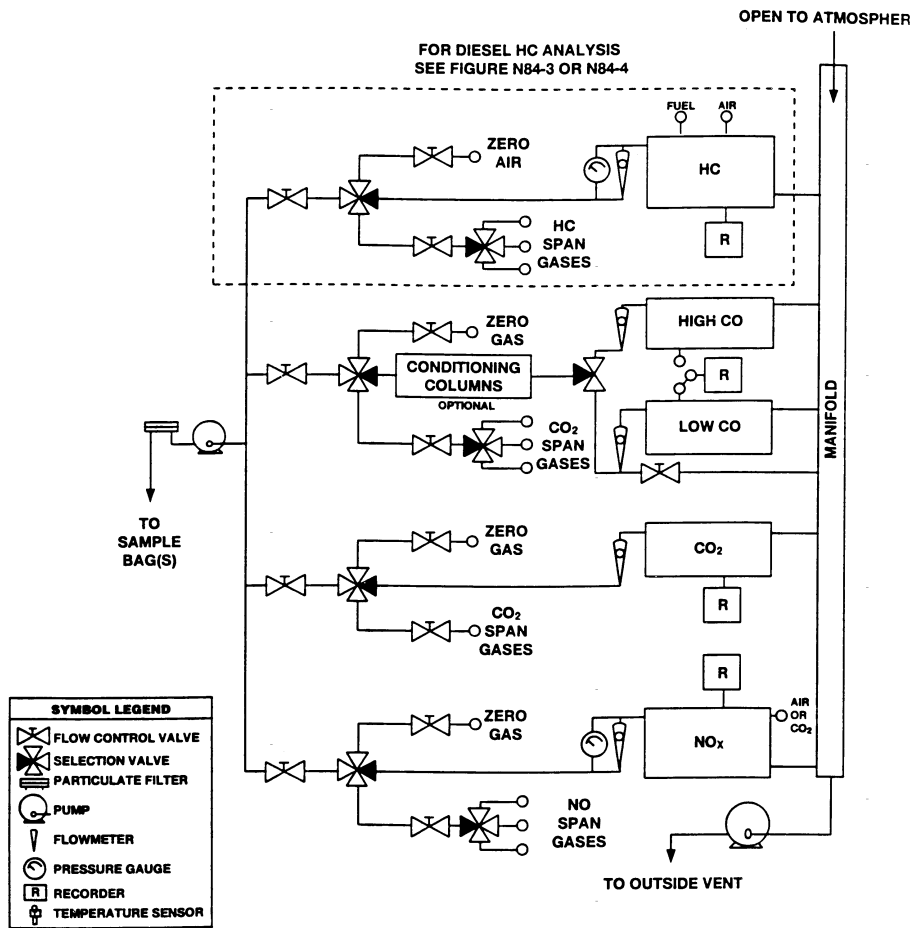 OPEN TO ATMOSPHER
FOR DIESEL HC ANALYSIS
SEE FIGURE N84-3 OR N84-4
FUEL
AIR
ZERO
AIR
HC
R
HC
SPAN
GASES
ZERO
GAS
HIGH CO
CONDITIONING
COLUMNS
OPTIONAL
R
LOW CO
CO₂
SPAN
GASES
MANIFOLD
TO
SAMPLE
BAG(S)
ZERO
GAS
CO₂
R
CO₂
SPAN
GASES
R
ZERO
GAS
NOX
AIR
OR
CO₂
NO
SPAN
GASES
TO OUTSIDE VENT
SYMBOL LEGEND
FLOW CONTROL VALVE
SELECTION VALVE
PARTICULATE FILTER
PUMP
FLOWMETER
PRESSURE GAUGE
R RECORDER
TEMPERATURE SENSOR